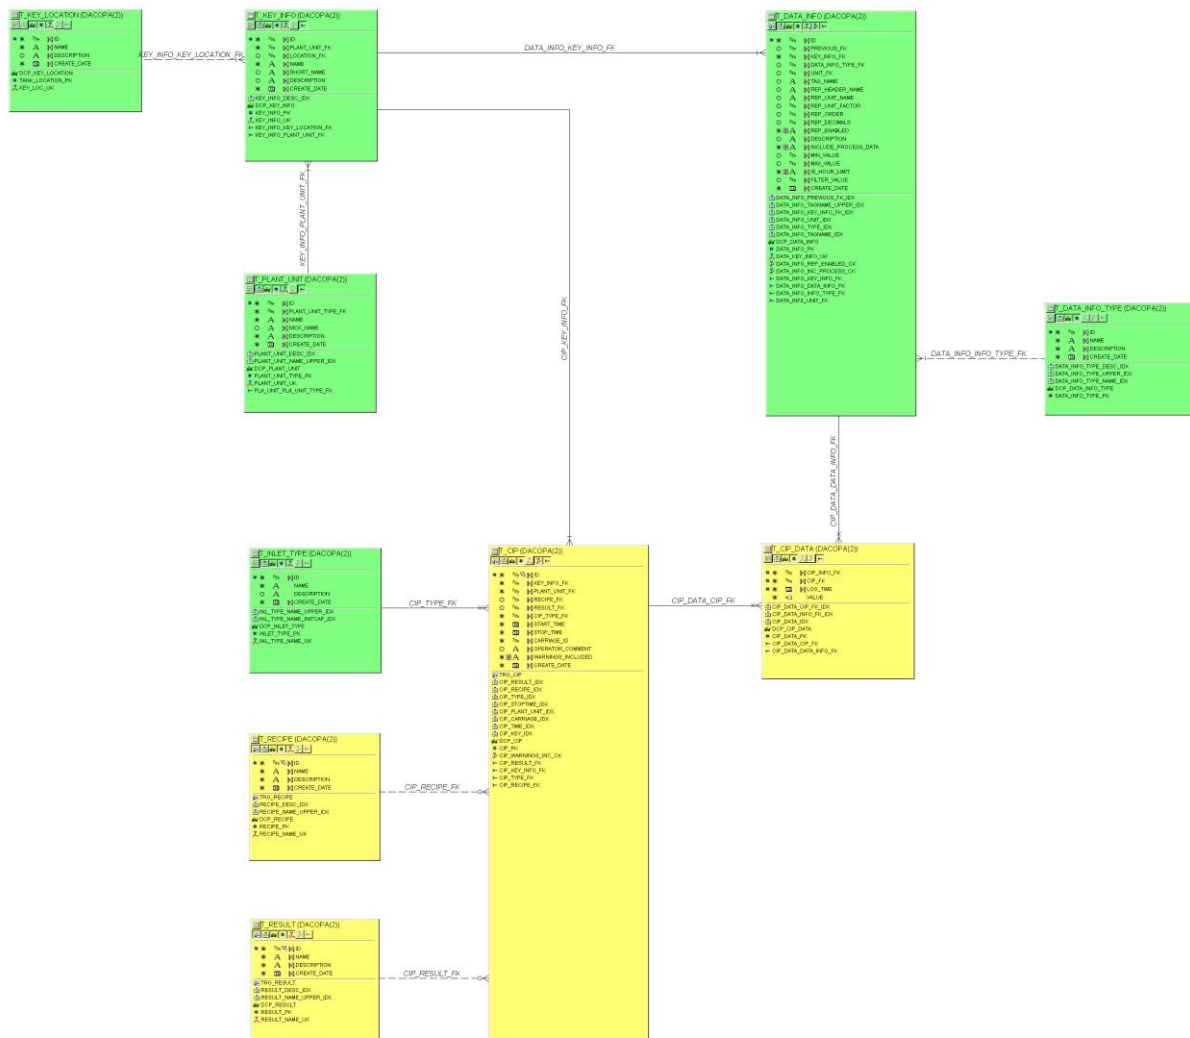 T_KEY_LOCATION (DACOPA(2))
ID
NAME
DESCRIPTION
CREATE_DATE
DCP_KEY_LOCATION
TANK_LOCATION_PK
KEY_LOC_UK
KEY_INFO_KEY_LOCATION_FK
T_KEY_INFO (DACOPA(2))
ID
PLANT_UNIT_FK
LOCATION_FK
NAME
SHORT_NAME
DESCRIPTION
CREATE_DATE
KEY_INFO_DESC_IDX
DCP_KEY_INFO
KEY_INFO_PK
KEY_INFO_UK
KEY_INFO_KEY_LOCATION_FK
KEY_INFO_PLANT_UNIT_FK
DATA_INFO_KEY_INFO_FK
T_DATA_INFO (DACOPA(2))
ID
PREVIOUS_FK
KEY_INFO_FK
DATA_INFO_TYPE_FK
UNIT_FK
TAG_NAME
REP_HEADER_NAME
REP_UNIT_NAME
REP_UNIT_FACTOR
REP_ORDER
REP_DECIMALS
REP_ENABLED
DESCRIPTION
INCLUDE_PROCESS_DATA
MIN_VALUE
MAX_VALUE
IS_HOUR_LIMIT
FILTER_VALUE
CREATE_DATE
DATA_INFO_PREVIOUS_FK_IDX
DATA_INFO_TAGNAME_UPPER_IDX
DATA_INFO_KEY_INFO_FK_IDX
DATA_INFO_UNIT_IDX
DATA_INFO_TYPE_IDX
DATA_INFO_TAGNAME_IDX
DCP_DATA_INFO
DATA_INFO_PK
DATA_KEY_INFO_UK
DATA_INFO_REP_ENABLED_CK
DATA_INFO_INC_PROCESS_CK
DATA_INFO_KEY_INFO_FK
DATA_INFO_DATA_INFO_FK
DATA_INFO_INFO_TYPE_FK
DATA_INFO_UNIT_FK
KEY_INFO_PLANT_UNIT_FK
T_PLANT_UNIT (DACOPA(2))
ID
PLANT_UNIT_TYPE_FK
NAME
NICK_NAME
DESCRIPTION
CREATE_DATE
PLANT_UNIT_DESC_IDX
PLANT_UNIT_NAME_UPPER_IDX
DCP_PLANT_UNIT
PLANT_UNIT_TYPE_PK
PLANT_UNIT_UK
PLA_UNIT_PLA_UNIT_TYPE_FK
CIP_KEY_INFO_FK
DATA_INFO_INFO_TYPE_FK
T_DATA_INFO_TYPE (DACOPA(2))
ID
NAME
DESCRIPTION
CREATE_DATE
DATA_INFO_TYPE_DESC_IDX
DATA_INFO_TYPE_UPPER_IDX
DATA_INFO_TYPE_NAME_IDX
DCP_DATA_INFO_TYPE
DATA_INFO_TYPE_PK
CIP_DATA_DATA_INFO_FK
T_INLET_TYPE (DACOPA(2))
ID
NAME
DESCRIPTION
CREATE_DATE
INL_TYPE_NAME_UPPER_IDX
INL_TYPE_NAME_INITCAP_IDX
DCP_INLET_TYPE
INLET_TYPE_PK
INL_TYPE_NAME_UK
CIP_TYPE_FK
T_CIP (DACOPA(2))
ID
KEY_INFO_FK
PLANT_UNIT_FK
RECIPE_FK
RESULT_FK
CIP_TYPE_FK
START_TIME
STOP_TIME
CARRIAGE_ID
OPERATOR_COMMENT
WARNINGS_INCLUDED
CREATE_DATE
TRG_CIP
CIP_RESULT_IDX
CIP_RECIPE_IDX
CIP_TYPE_IDX
CIP_STOPTIME_IDX
CIP_PLANT_UNIT_IDX
CIP_CARRIAGE_IDX
CIP_TIME_IDX
CIP_KEY_IDX
DCP_CIP
CIP_PK
CIP_WARNINGS_INC_CK
CIP_RESULT_FK
CIP_KEY_INFO_FK
CIP_TYPE_FK
CIP_RECIPE_FK
CIP_DATA_CIP_FK
T_CIP_DATA (DACOPA(2))
CIP_INFO_FK
CIP_FK
LOG_TIME
VALUE
CIP_DATA_CIP_FK_IDX
CIP_DATA_INFO_FK_IDX
CIP_DATA_IDX
DCP_CIP_DATA
CIP_DATA_PK
CIP_DATA_CIP_FK
CIP_DATA_DATA_INFO_FK
T_RECIPE (DACOPA(2))
ID
NAME
DESCRIPTION
CREATE_DATE
TRG_RECIPE
RECIPE_DESC_IDX
RECIPE_NAME_UPPER_IDX
DCP_RECIPE
RECIPE_PK
RECIPE_NAME_UK
CIP_RECIPE_FK
T_RESULT (DACOPA(2))
ID
NAME
DESCRIPTION
CREATE_DATE
TRG_RESULT
RESULT_DESC_IDX
RESULT_NAME_UPPER_IDX
DCP_RESULT
RESULT_PK
RESULT_NAME_UK
CIP_RESULT_FK